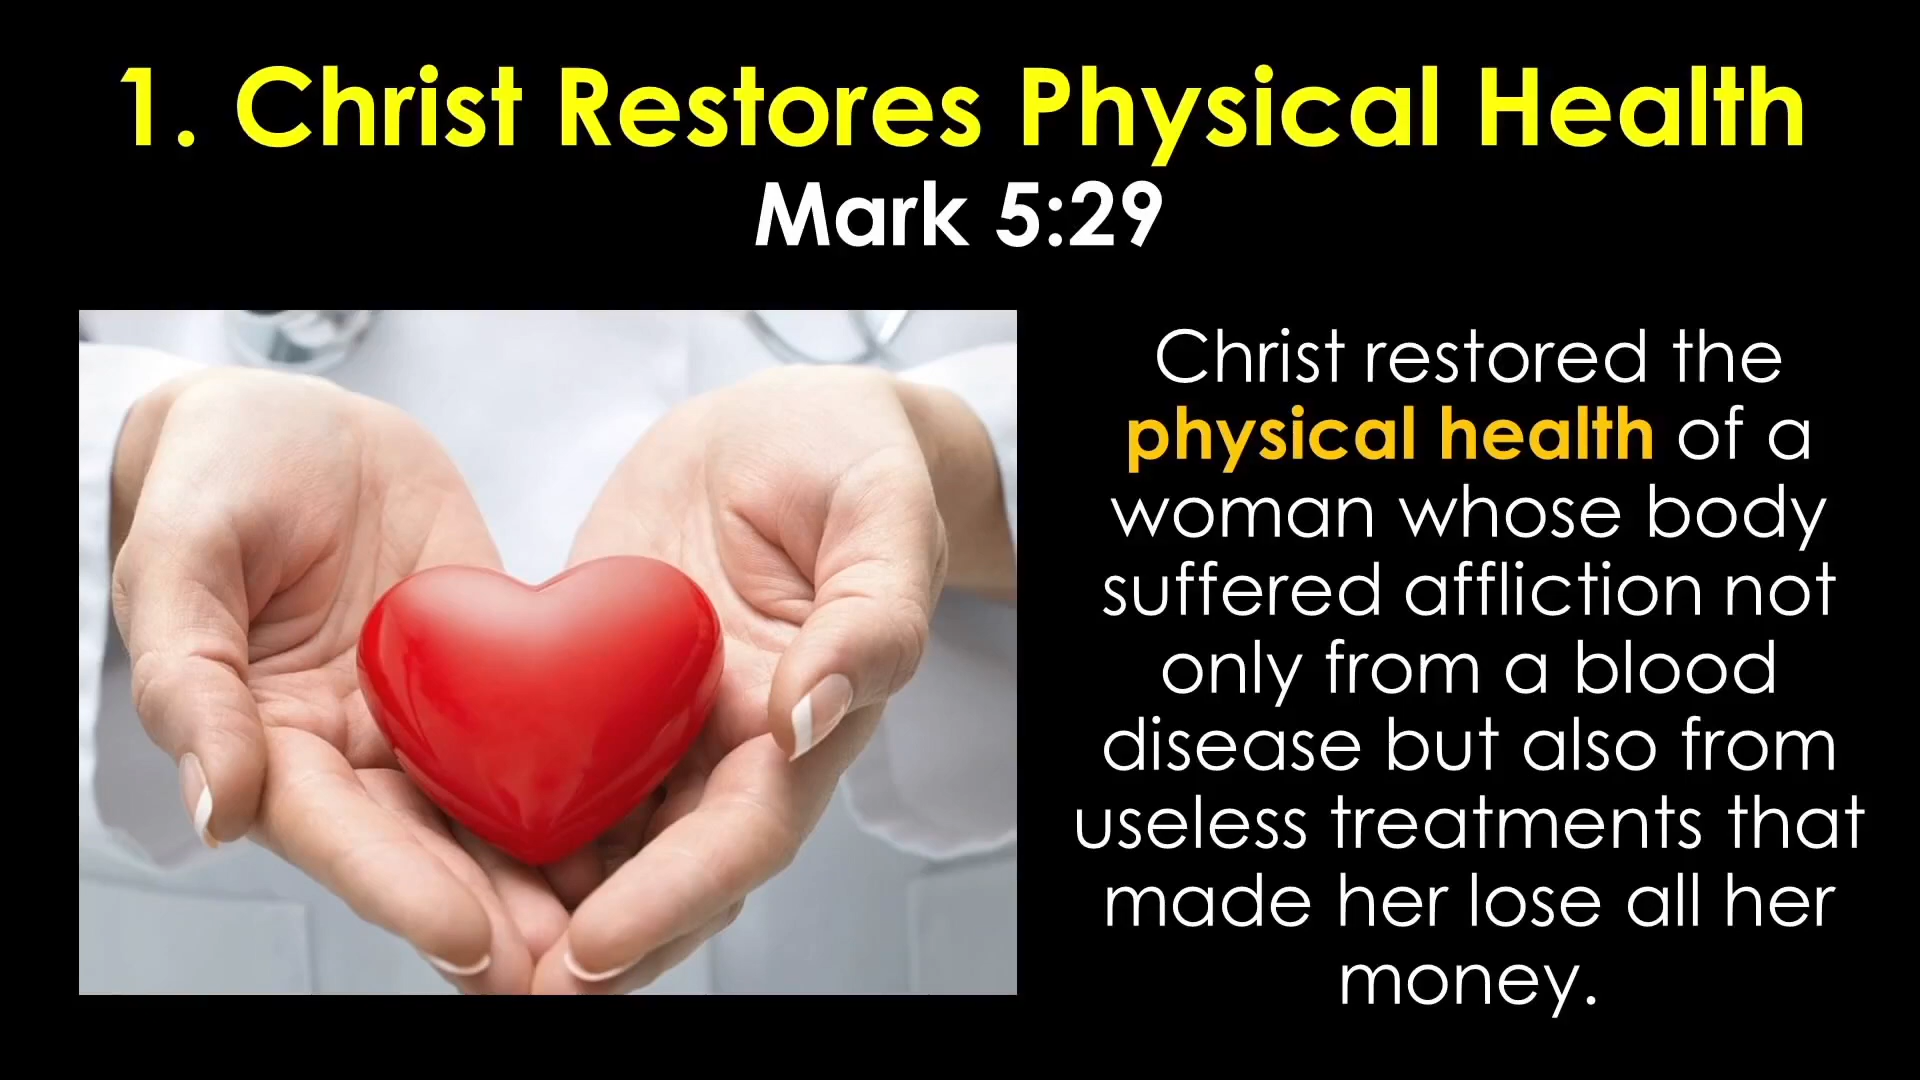 1. Christ Restores Physical Health
Mark 5:29
Christ restored the
physical health of a
woman whose body
suffered affliction not
only from a blood
disease but also from
useless treatments that
made her lose all her
money.